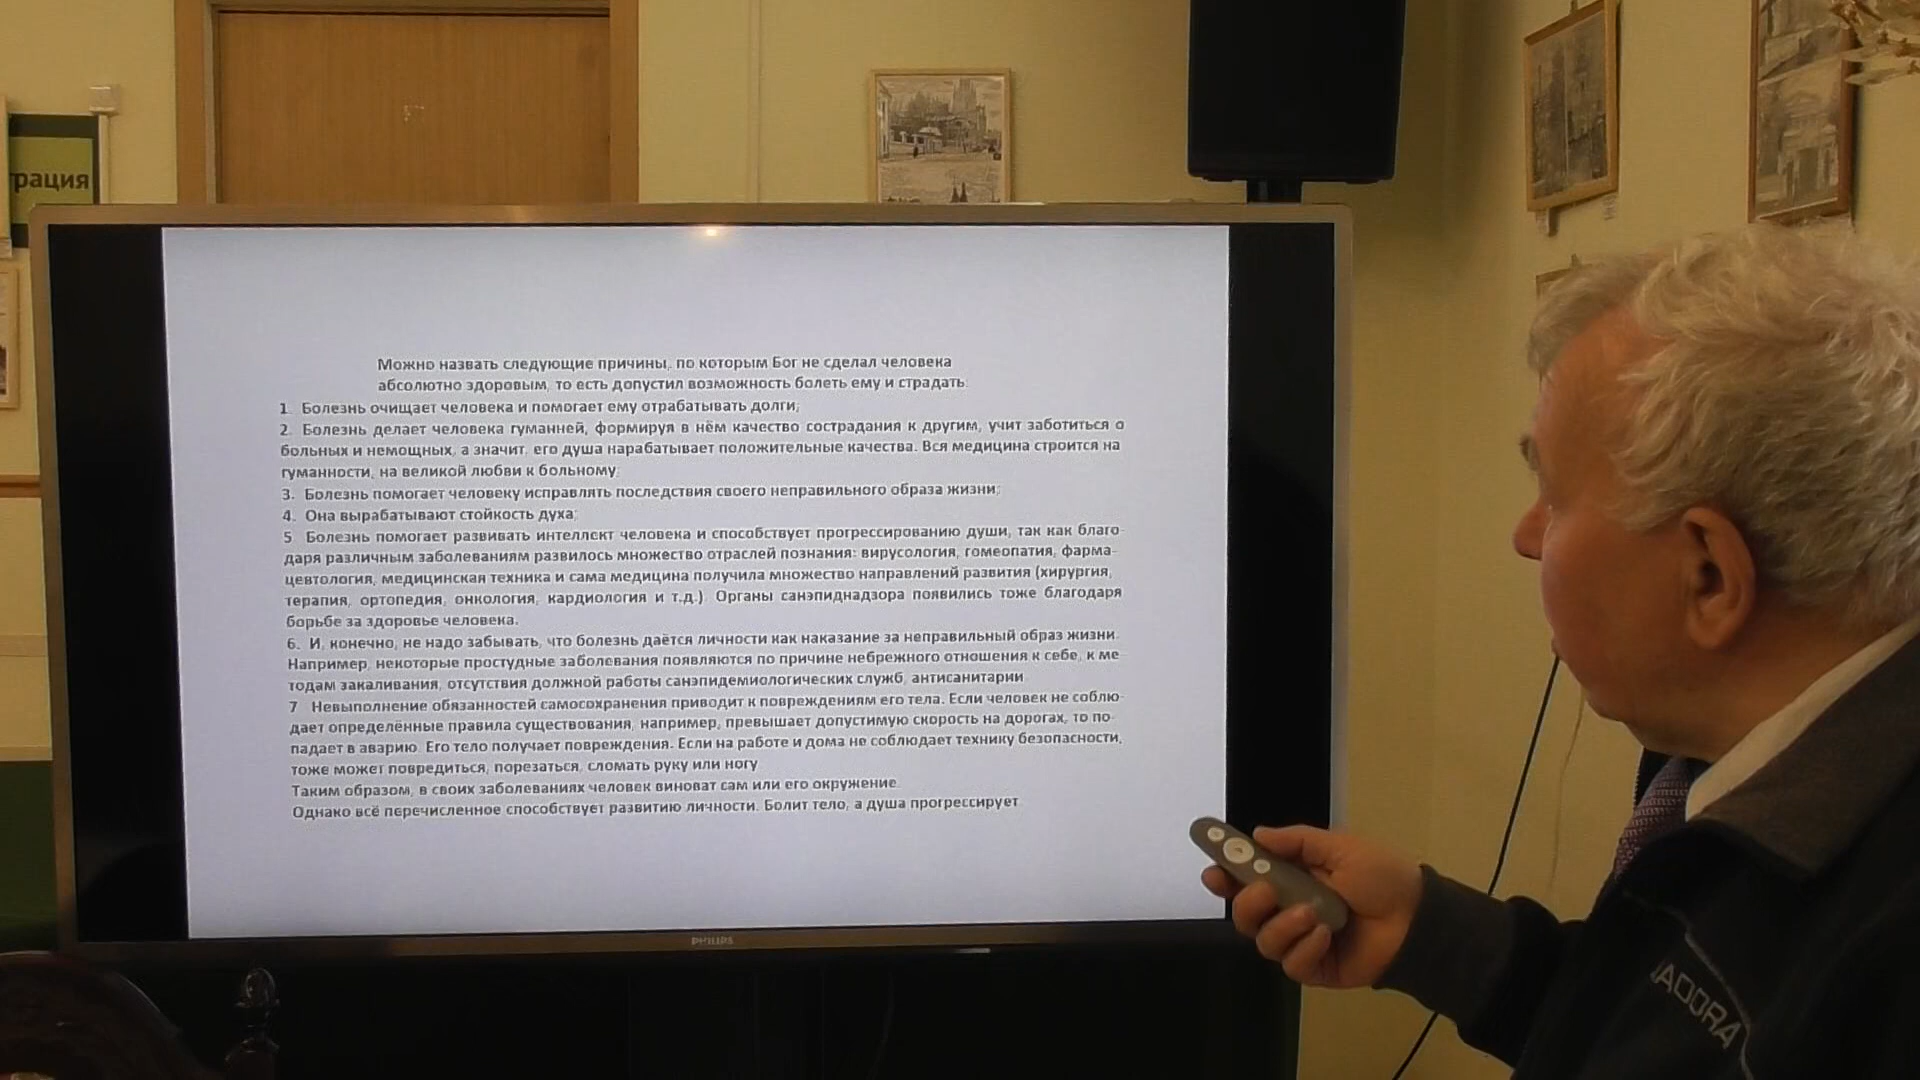 рация
Можно назвать следующие причины, по которым Бог не сделал человека
абсолютно здоровым, то есть допустил возможность болеть ему и страдать:
1. Болезнь очищает человека и помогает ему отрабатывать долги;
2. Болезнь делает человека гуманней, формируя в нём качество сострадания к другим, учит заботиться о
больных и немощных, а значит, его душа нарабатывает положительные качества. Вся медицина строится на
гуманности, на великой любви к больному;
3. Болезнь помогает человеку исправлять последствия своего неправильного образа жизни;
4. Она вырабатывают стойкость духа;
5. Болезнь помогает развивать интеллект человека и способствует прогрессированию души, так как благо-
даря различным заболеваниям развилось множество отраслей познания: вирусология, гомеопатия, фарма-
цевтология, медицинская техника и сама медицина получила множество направлений развития (хирургия,
терапия, ортопедия, онкология, кардиология и т.д.). Органы санэпиднадзора появились тоже благодаря
борьбе за здоровье человека.
6. И, конечно, не надо забывать, что болезнь даётся личности как наказание за неправильный образ жизни.
Например, некоторые простудные заболевания появляются по причине небрежного отношения к себе, к ме-
тодам закаливания, отсутствия должной работы санэпидемиологических служб, антисанитарии.
7. Невыполнение обязанностей самосохранения приводит к повреждениям его тела. Если человек не соблю-
дает определённые правила существования, например, превышает допустимую скорость на дорогах, то по-
падает в аварию. Его тело получает повреждения. Если на работе и дома не соблюдает технику безопасности,
тоже может повредиться, порезаться, сломать руку или ногу.
Таким образом, в своих заболеваниях человек виноват сам или его окружение.
Однако всё перечисленное способствует развитию личности. Болит тело, а душа прогрессирует.
PHILIPS
IADORA